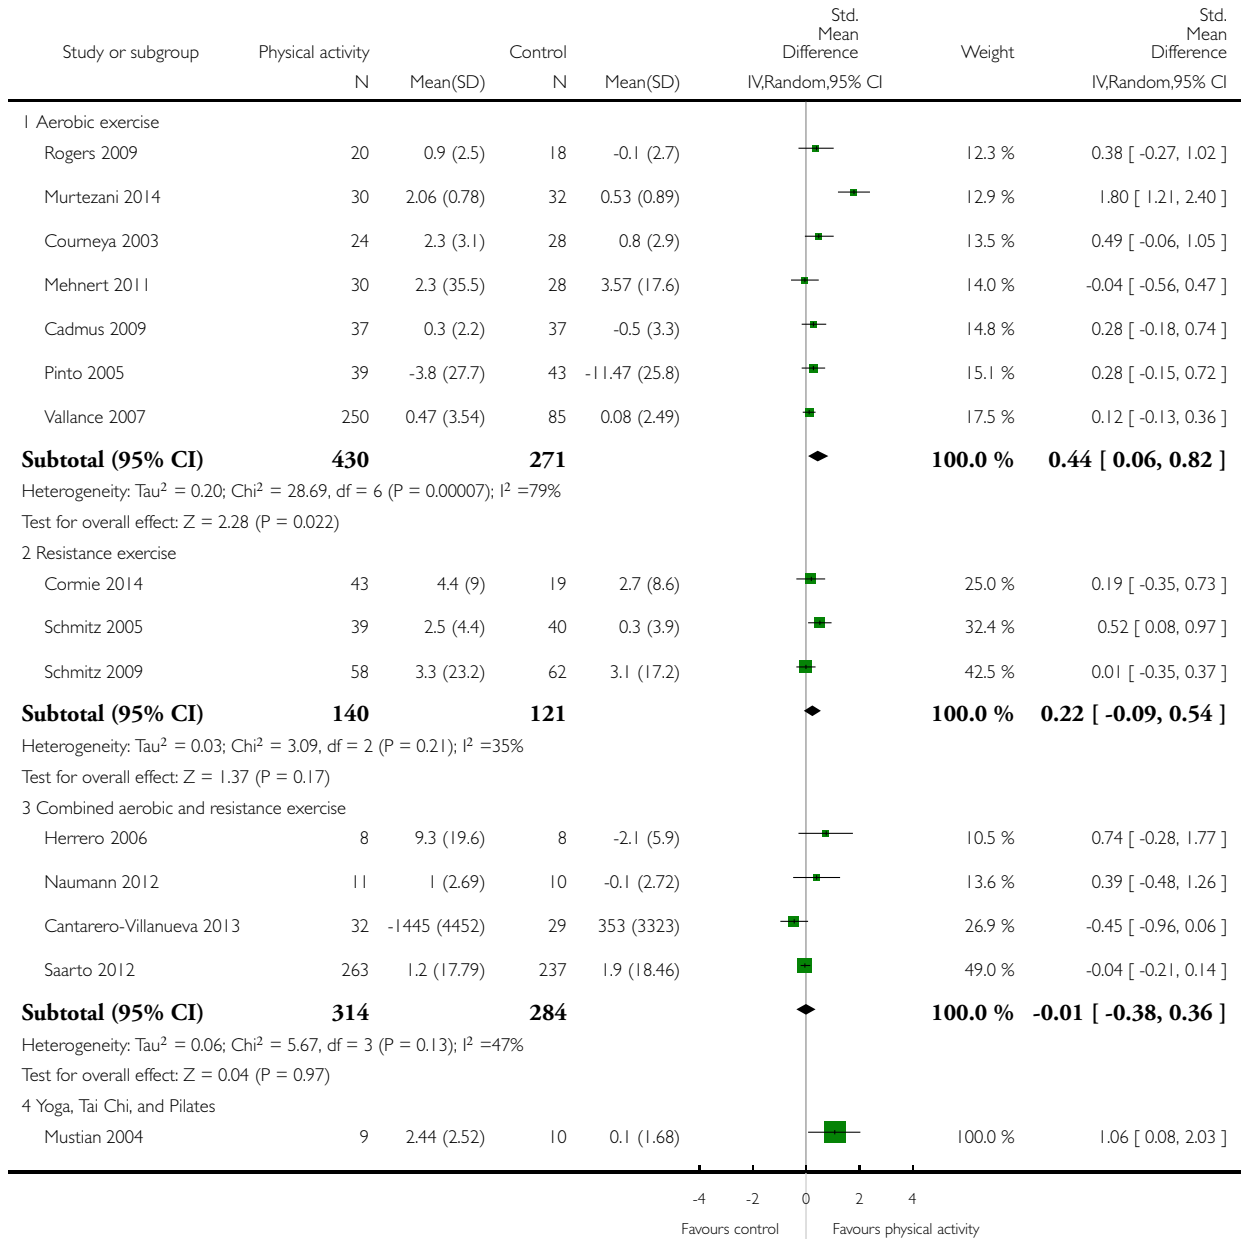 Study or subgroup Physical activity Control Std. Mean Difference Weight Std. Mean Difference
N Mean(SD) N Mean(SD) IV,Random,95% CI IV,Random,95% CI
1 Aerobic exercise
Rogers 2009 20 0.9 (2.5) 18 -0.1 (2.7) 12.3 % 0.38 [ -0.27, 1.02 ]
Murtezani 2014 30 2.06 (0.78) 32 0.53 (0.89) 12.9 % 1.80 [ 1.21, 2.40 ]
Courneya 2003 24 2.3 (3.1) 28 0.8 (2.9) 13.5 % 0.49 [ -0.06, 1.05 ]
Mehnert 2011 30 2.3 (35.5) 28 3.57 (17.6) 14.0 % -0.04 [ -0.56, 0.47 ]
Cadmus 2009 37 0.3 (2.2) 37 -0.5 (3.3) 14.8 % 0.28 [ -0.18, 0.74 ]
Pinto 2005 39 -3.8 (27.7) 43 -11.47 (25.8) 15.1 % 0.28 [ -0.15, 0.72 ]
Vallance 2007 250 0.47 (3.54) 85 0.08 (2.49) 17.5 % 0.12 [ -0.13, 0.36 ]
Subtotal (95% CI) 430 271 100.0 % 0.44 [ 0.06, 0.82 ]
Heterogeneity: Tau² = 0.20; Chi² = 28.69, df = 6 (P = 0.00007); I² =79%
Test for overall effect: Z = 2.28 (P = 0.022)
2 Resistance exercise
Cormie 2014 43 4.4 (9) 19 2.7 (8.6) 25.0 % 0.19 [ -0.35, 0.73 ]
Schmitz 2005 39 2.5 (4.4) 40 0.3 (3.9) 32.4 % 0.52 [ 0.08, 0.97 ]
Schmitz 2009 58 3.3 (23.2) 62 3.1 (17.2) 42.5 % 0.01 [ -0.35, 0.37 ]
Subtotal (95% CI) 140 121 100.0 % 0.22 [ -0.09, 0.54 ]
Heterogeneity: Tau² = 0.03; Chi² = 3.09, df = 2 (P = 0.21); I² =35%
Test for overall effect: Z = 1.37 (P = 0.17)
3 Combined aerobic and resistance exercise
Herrero 2006 8 9.3 (19.6) 8 -2.1 (5.9) 10.5 % 0.74 [ -0.28, 1.77 ]
Naumann 2012 11 1 (2.69) 10 -0.1 (2.72) 13.6 % 0.39 [ -0.48, 1.26 ]
Cantarero-Villanueva 2013 32 -1445 (4452) 29 353 (3323) 26.9 % -0.45 [ -0.96, 0.06 ]
Saarto 2012 263 1.2 (17.79) 237 1.9 (18.46) 49.0 % -0.04 [ -0.21, 0.14 ]
Subtotal (95% CI) 314 284 100.0 % -0.01 [ -0.38, 0.36 ]
Heterogeneity: Tau² = 0.06; Chi² = 5.67, df = 3 (P = 0.13); I² =47%
Test for overall effect: Z = 0.04 (P = 0.97)
4 Yoga, Tai Chi, and Pilates
Mustian 2004 9 2.44 (2.52) 10 0.1 (1.68) 100.0 % 1.06 [ 0.08, 2.03 ]
-4 -2 0 2 4
Favours control Favours physical activity